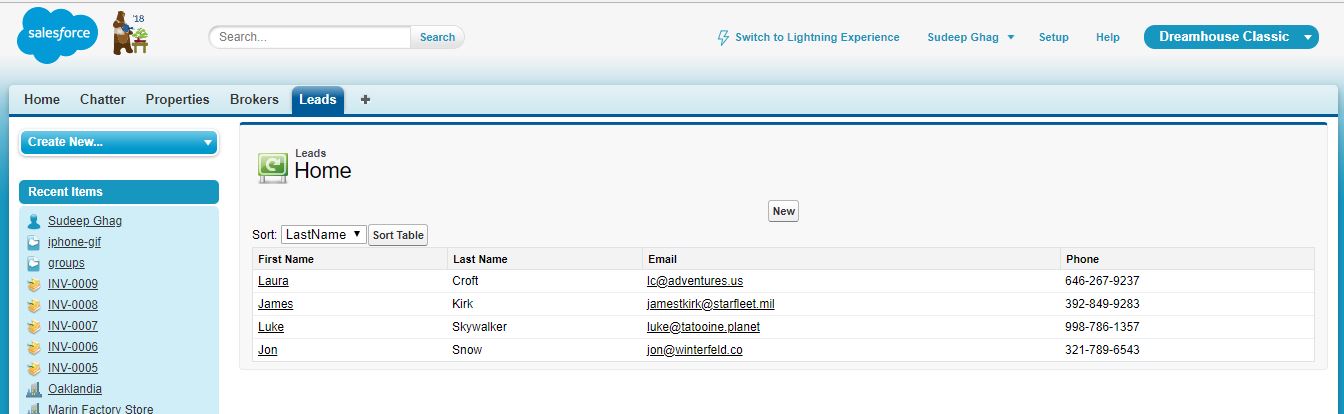 salesforce
'18
Search...
Search
Switch to Lightning Experience
Sudeep Ghag
Setup
Help
Dreamhouse Classic
Home Chatter Properties Brokers Leads +
Create New...
Recent Items
Sudeep Ghag
iphone-gif
groups
INV-0009
INV-0008
INV-0007
INV-0006
INV-0005
Oaklandia
Marin Factory Store
Leads
Home
New
Sort: LastName Sort Table
First Name Last Name Email Phone
Laura Croft lc@adventures.us 646-267-9237
James Kirk jamestkirk@starfleet.mil 392-849-9283
Luke Skywalker luke@tatooine.planet 998-786-1357
Jon Snow jon@winterfeld.co 321-789-6543